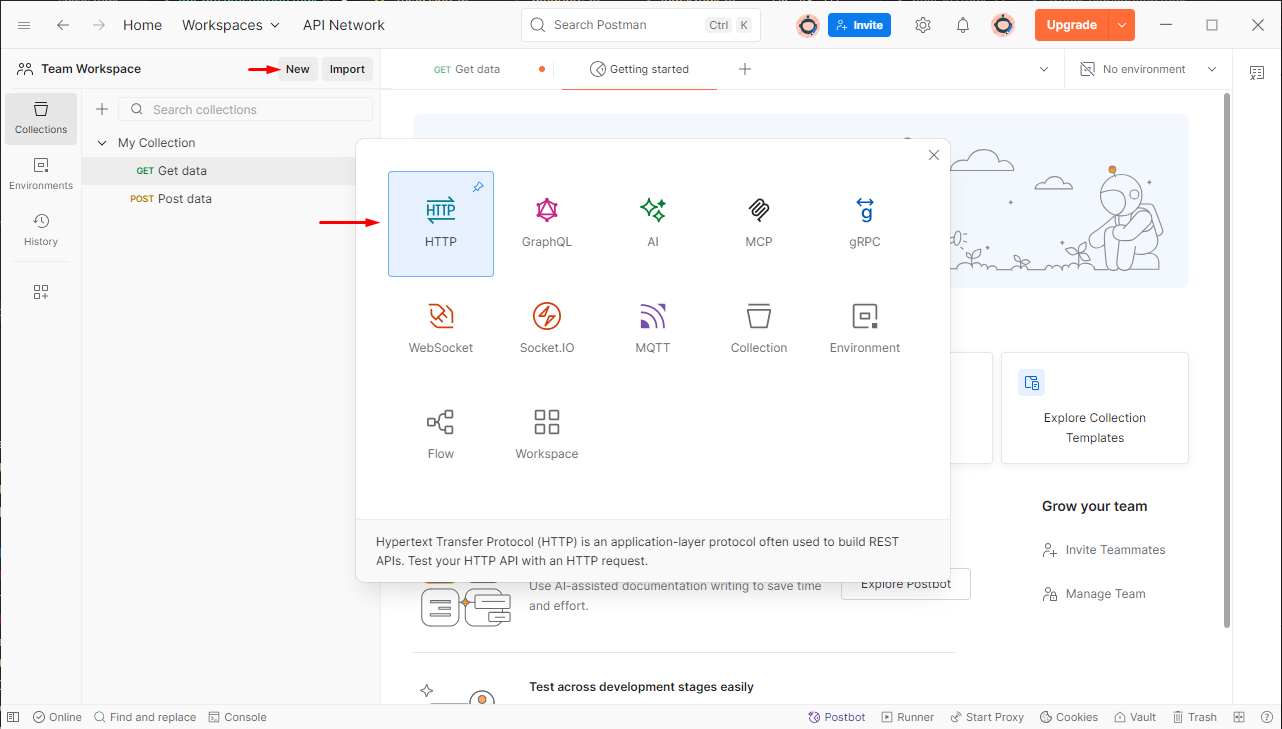 Home
Workspaces
API Network
Search Postman
Ctrl
K
Invite
Upgrade
Team Workspace
New
Import
GET Get data
Getting started
No environment
Collections
Search collections
My Collection
GET Get data
POST Post data
Environments
History
HTTP
HTTP
GraphQL
AI
MCP
g
gRPC
WebSocket
Socket.IO
MQTT
Collection
Environment
Flow
Workspace
Hypertext Transfer Protocol (HTTP) is an application-layer protocol often used to build REST
APIs. Test your HTTP API with an HTTP request.
Explore Collection
Templates
Grow your team
Invite Teammates
Manage Team
Use AI-assisted documentation writing to save time
and effort.
Explore Postbot
Test across development stages easily
Online
Find and replace
Console
Postbot
Runner
Start Proxy
Cookies
Vault
Trash